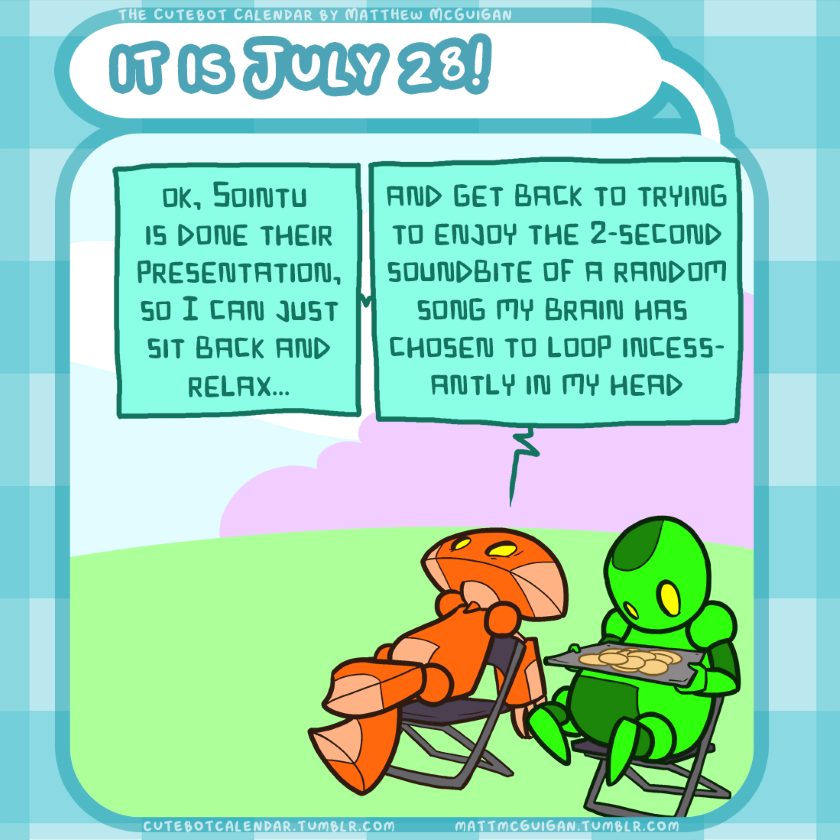 THE CUTEBOT CALENDAR BY MATTHEW MCGUIGAN
IT IS JULY 28!
OK, SOINTU
IS DONE THEIR
PRESENTATION,
SO I CAN JUST
SIT BACK AND
RELAX...
AND GET BACK TO TRYING
TO ENJOY THE 2-SECOND
SOUNDBITE OF A RANDOM
SONG MY BRAIN HAS
CHOSEN TO LOOP INCESS-
ANTLY IN MY HEAD
CUTEBOTCALENDAR.TUMBLR.COM
MATTMCGUIGAN.TUMBLR.COM